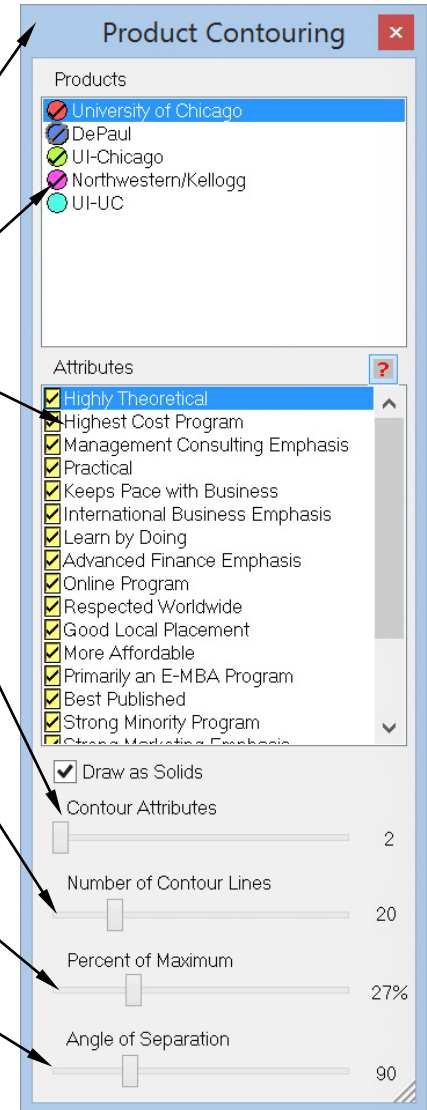 Product Contouring
Products
University of Chicago
DePaul
UI-Chicago
Northwestern/Kellogg
UI-UC
Attributes
?
Highly Theoretical
Highest Cost Program
Management Consulting Emphasis
Practical
Keeps Pace with Business
International Business Emphasis
Learn by Doing
Advanced Finance Emphasis
Online Program
Respected Worldwide
Good Local Placement
More Affordable
Primarily an E-MBA Program
Best Published
Strong Minority Program
Strong Marketing Emphasis
Draw as Solids
Contour Attributes
2
Number of Contour Lines
20
Percent of Maximum
27%
Angle of Separation
90